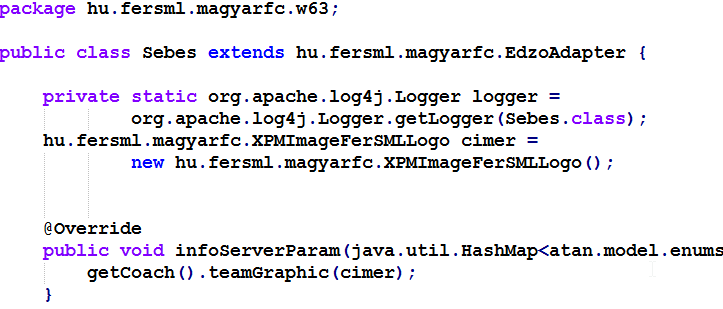 package hu.fersml.magyarfc.w63;
public class Sebes extends hu.fersml.magyarfc.EdzoAdapter {
private static org.apache.log4j.Logger logger =
org.apache.log4j.Logger.getLogger(Sebes.class);
hu.fersml.magyarfc.XPMImageFerSMLLogo cimer =
new hu.fersml.magyarfc.XPMImageFerSMLLogo();
@Override
public void infoServerParam(java.util.HashMap<atan.model.enums
getCoach().teamGraphic(cimer);
}